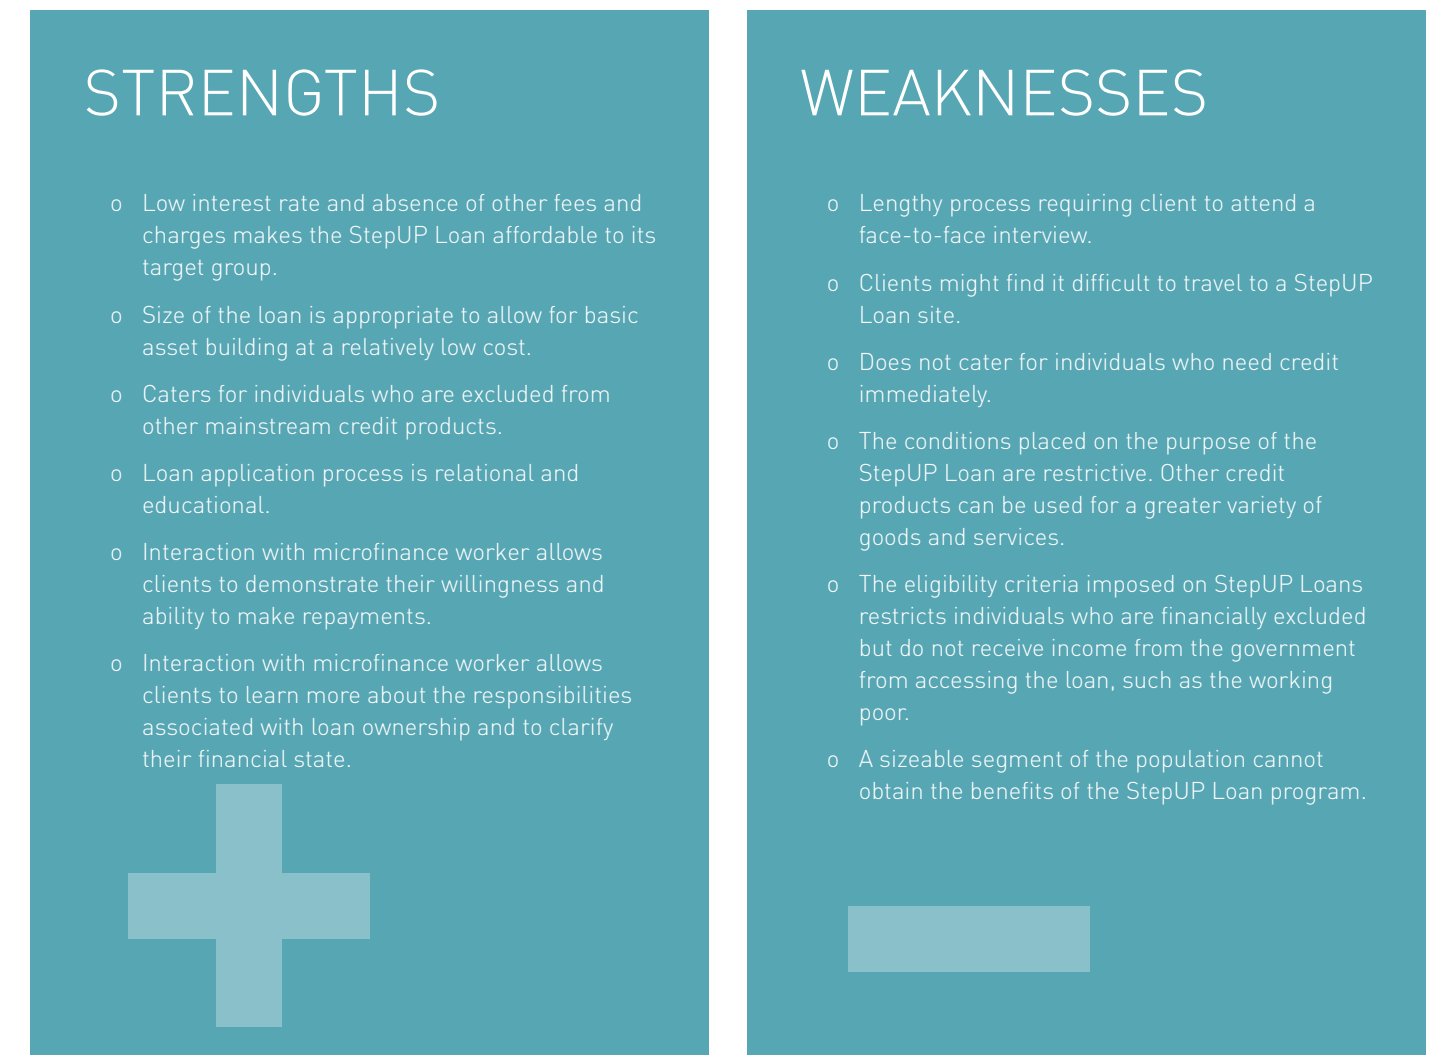 STRENGTHS
o Low interest rate and absence of other fees and
charges makes the StepUP Loan affordable to its
target group.
o Size of the loan is appropriate to allow for basic
asset building at a relatively low cost.
o Caters for individuals who are excluded from
other mainstream credit products.
o Loan application process is relational and
educational.
o Interaction with microfinance worker allows
clients to demonstrate their willingness and
ability to make repayments.
o Interaction with microfinance worker allows
clients to learn more about the responsibilities
associated with loan ownership and to clarify
their financial state.
WEAKNESSES
o Lengthy process requiring client to attend a
face-to-face interview.
o Clients might find it difficult to travel to a StepUP
Loan site.
o Does not cater for individuals who need credit
immediately.
o The conditions placed on the purpose of the
StepUP Loan are restrictive. Other credit
products can be used for a greater variety of
goods and services.
o The eligibility criteria imposed on StepUP Loans
restricts individuals who are financially excluded
but do not receive income from the government
from accessing the loan, such as the working
poor.
o A sizeable segment of the population cannot
obtain the benefits of the StepUP Loan program.